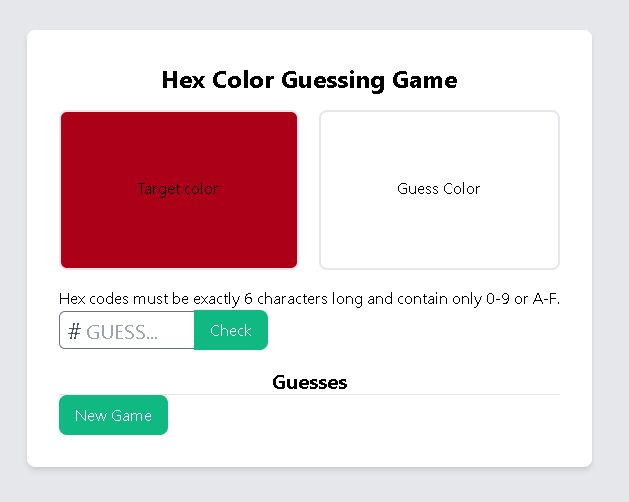 Hex Color Guessing Game
Target color
Guess Color
Hex codes must be exactly 6 characters long and contain only 0-9 or A-F.
# GUESS... Check
Guesses
New Game